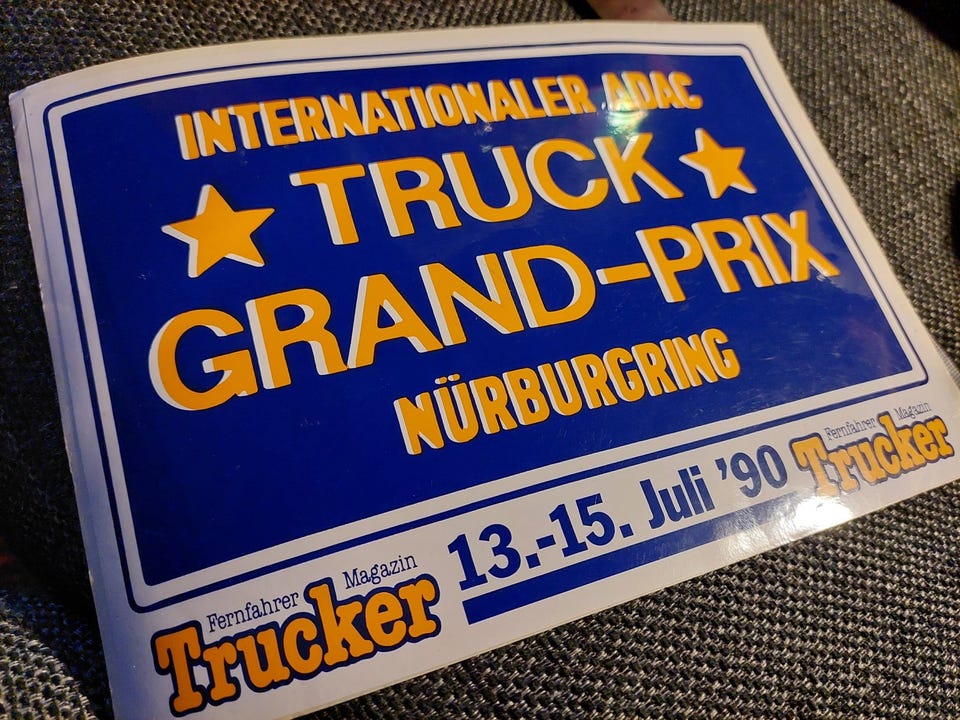 INTERNATIONALER ADAC
TRUCK
GRAND-PRIX
NÜRBURGRING
Fernfahrer Magazin
Trucker
13.-15. Juli '90
Fernfahrer Magazin
Trucker